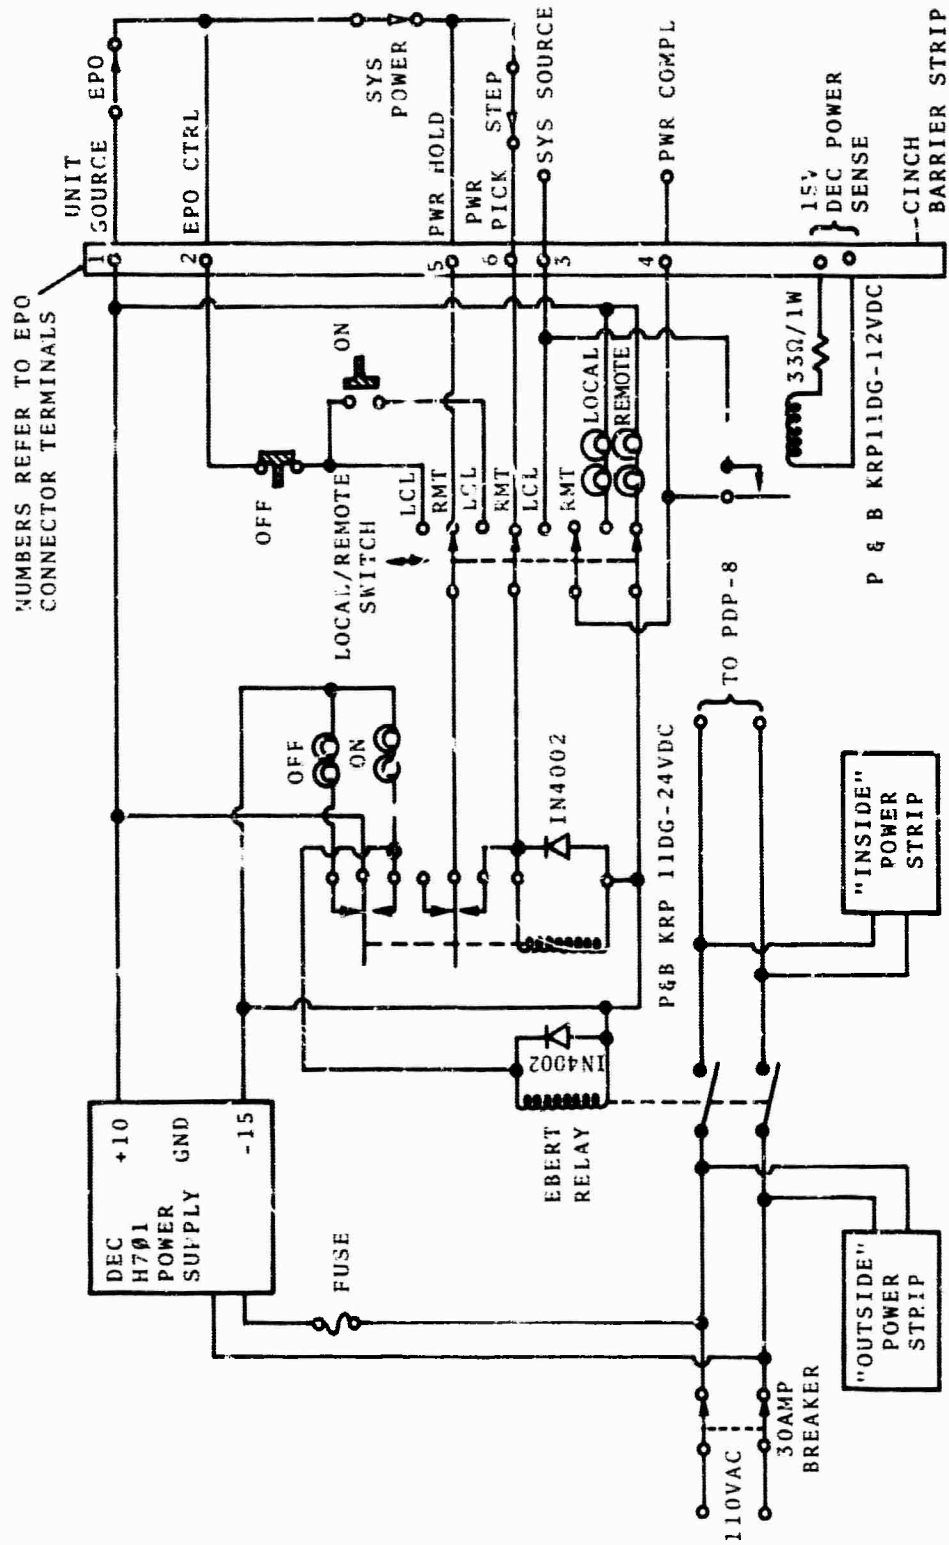 NUMBERS REFER TO EPO
CONNECTOR TERMINALS
UNIT
SOURCE
EPO
EPO CTRL
SYS
POWER
PWR HOLD
PWR
PICK
STEP
SYS SOURCE
PWR COMPL
15V
DEC POWER
SENSE
CINCH
BARRIER STRIP
1
2
5
6
3
4
ON
OFF
LOCAL/REMOTE
SWITCH
LCL
RMT
LCL
RMT
LCL
RMT
LOCAL
REMOTE
33Ω/1W
P & B KRP11DG-12VDC
OFF
ON
IN4002
P&B KRP 11DG-24VDC
TO PDP-8
"INSIDE"
POWER
STRIP
DEC
H7Ø1
POWER
SUPPLY
+10
GND
-15
FUSE
EBERT
RELAY
IN4002
"OUTSIDE"
POWER
STRIP
110VAC
30AMP
BREAKER